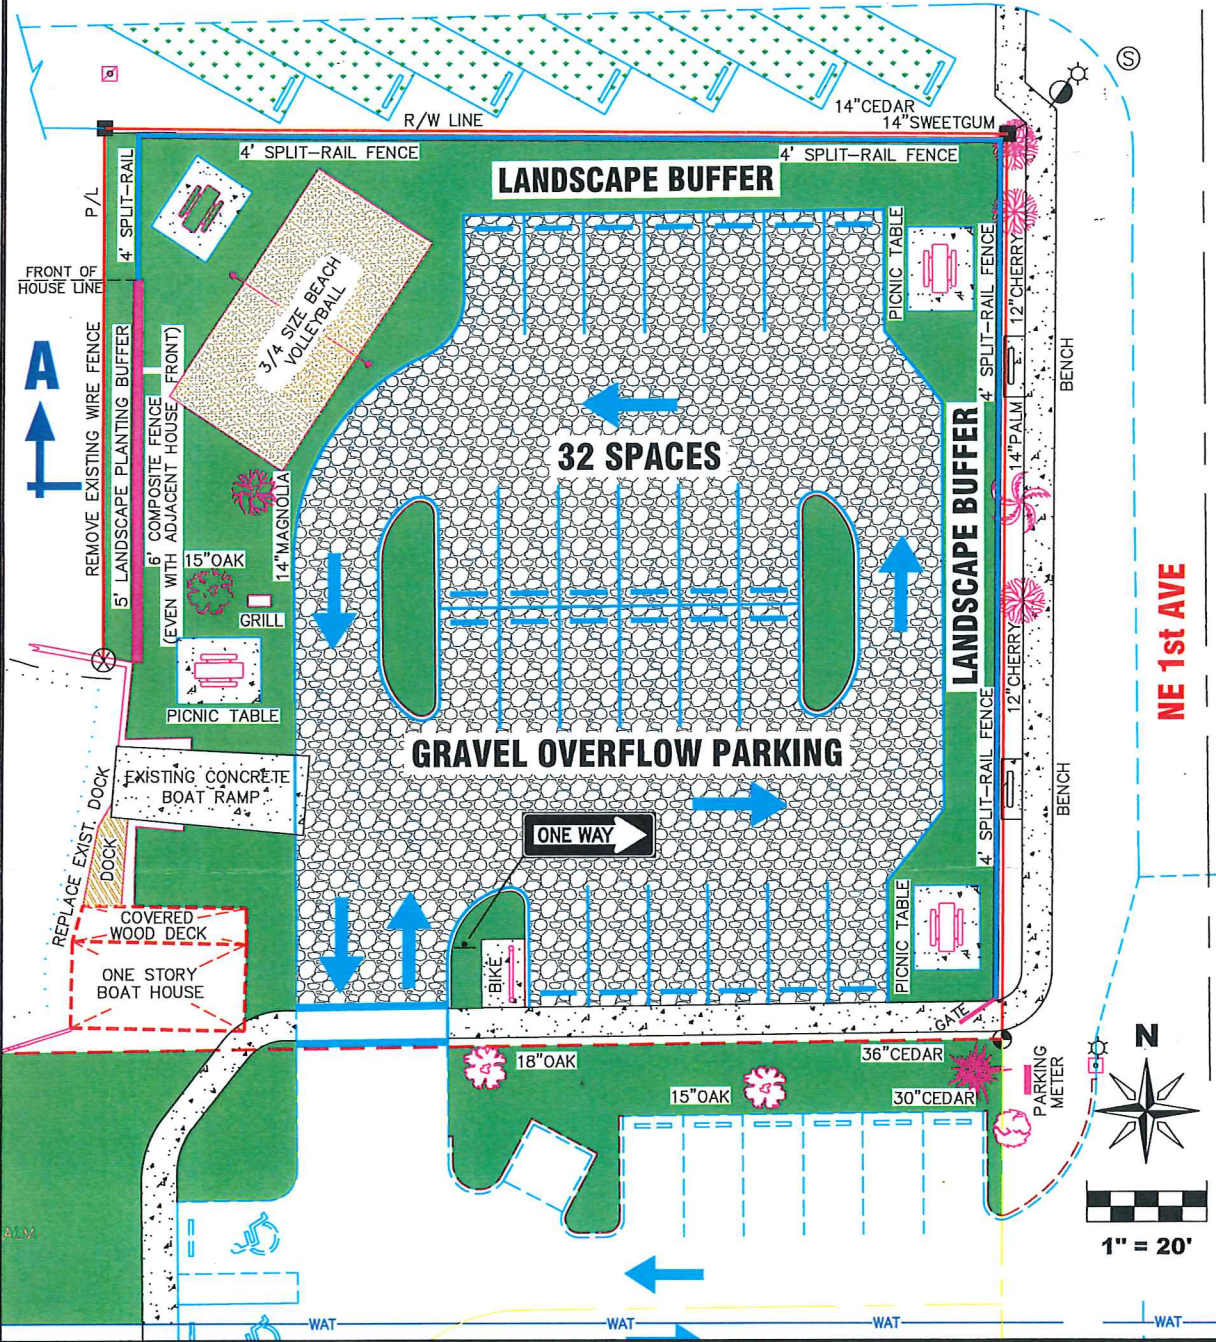 14"CEDAR
R/W LINE
14"SWEETGUM
4' SPLIT-RAIL FENCE
4' SPLIT-RAIL FENCE
LANDSCAPE BUFFER
P/L
4' SPLIT-RAIL
FRONT OF
HOUSE LINE
3/4 SIZE BEACH
VOLLEYBALL
PICNIC TABLE
4' SPLIT-RAIL FENCE
12"CHERRY
BENCH
S
A
REMOVE EXISTING WIRE FENCE
5' LANDSCAPE PLANTING BUFFER
6' COMPOSITE FENCE
(EVEN WITH ADJACENT HOUSE FRONT)
32 SPACES
14"PALM
LANDSCAPE BUFFER
14"MAGNOLIA
15"OAK
GRILL
PICNIC TABLE
NE 1st AVE
12"CHERRY
4' SPLIT-RAIL FENCE
GRAVEL OVERFLOW PARKING
EXISTING CONCRETE
BOAT RAMP
BENCH
ONE WAY
REPLACE EXIST. DOCK
DOCK
COVERED
WOOD DECK
ONE STORY
BOAT HOUSE
BIKE
PICNIC TABLE
GATE
18"OAK
36"CEDAR
15"OAK
30"CEDAR
PARKING
METER
N
1" = 20'
ALM
WAT
WAT
WAT
WAT